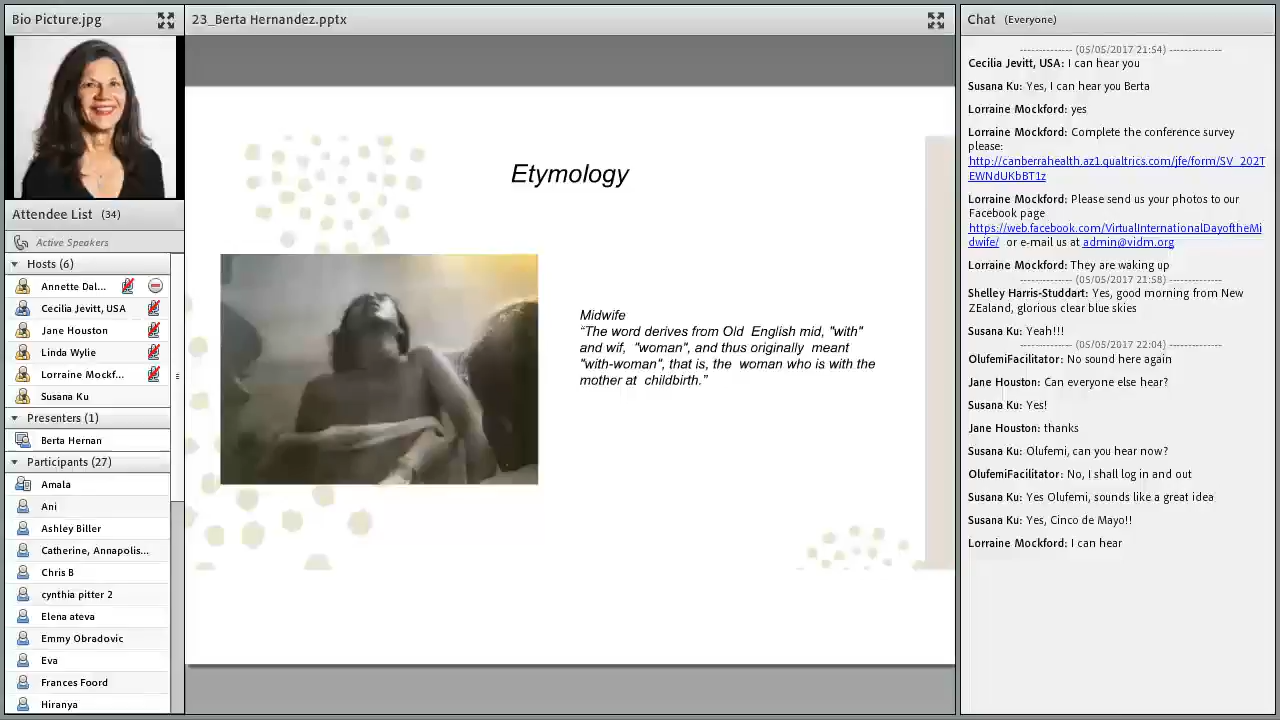 Bio Picture.jpg
Attendee List (34)
Active Speakers
Hosts (6)
Annette Dal...
Cecilia Jevitt, USA
Jane Houston
Linda Wylie
Lorraine Mockf...
Susana Ku
Presenters (1)
Berta Hernan
Participants (27)
Amala
Ani
Ashley Biller
Catherine, Annapolis...
Chris B
cynthia pitter 2
Elena ateva
Emmy Obradovic
Eva
Frances Foord
Hiranya
23_Berta Hernandez.pptx
Etymology
Midwife
“The word derives from Old English mid, "with"
and wif, "woman", and thus originally meant
"with-woman", that is, the woman who is with the
mother at childbirth.”
Chat (Everyone)
-------------- (05/05/2017 21:54) --------------
Cecilia Jevitt, USA: I can hear you
Susana Ku: Yes, I can hear you Berta
Lorraine Mockford: yes
Lorraine Mockford: Complete the conference survey
please:
http://canberrahealth.az1.qualtrics.com/jfe/form/SV_202T
EWNdUKbBT1z
Lorraine Mockford: Please send us your photos to our
Facebook page
https://web.facebook.com/VirtualInternationalDayoftheMi
dwife/ or e-mail us at admin@vidm.org
Lorraine Mockford: They are waking up
-------------- (05/05/2017 21:58) --------------
Shelley Harris-Studdart: Yes, good morning from New
ZEaland, glorious clear blue skies
Susana Ku: Yeah!!!
-------------- (05/05/2017 22:04) --------------
OlufemiFacilitator: No sound here again
Jane Houston: Can everyone else hear?
Susana Ku: Yes!
Jane Houston: thanks
Susana Ku: Olufemi, can you hear now?
OlufemiFacilitator: No, I shall log in and out
Susana Ku: Yes Olufemi, sounds like a great idea
Susana Ku: Yes, Cinco de Mayo!!
Lorraine Mockford: I can hear